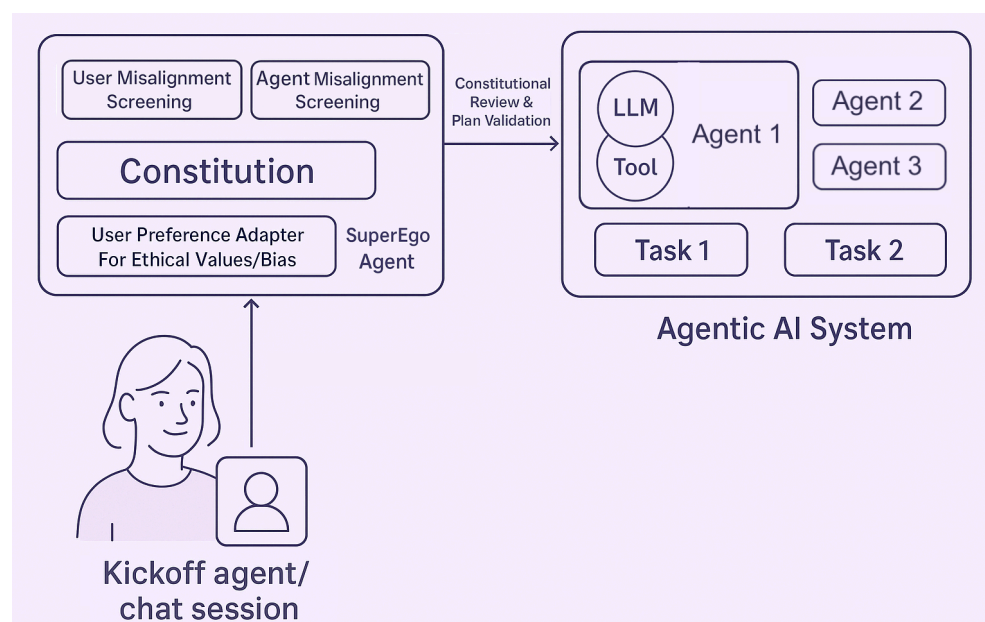 User Misalignment
Screening
Agent Misalignment
Screening
Constitution
User Preference Adapter
For Ethical Values/Bias
SuperEgo
Agent
Constitutional
Review &
Plan Validation
LLM
Tool
Agent 1
Agent 2
Agent 3
Task 1
Task 2
Agentic AI System
Kickoff agent/
chat session